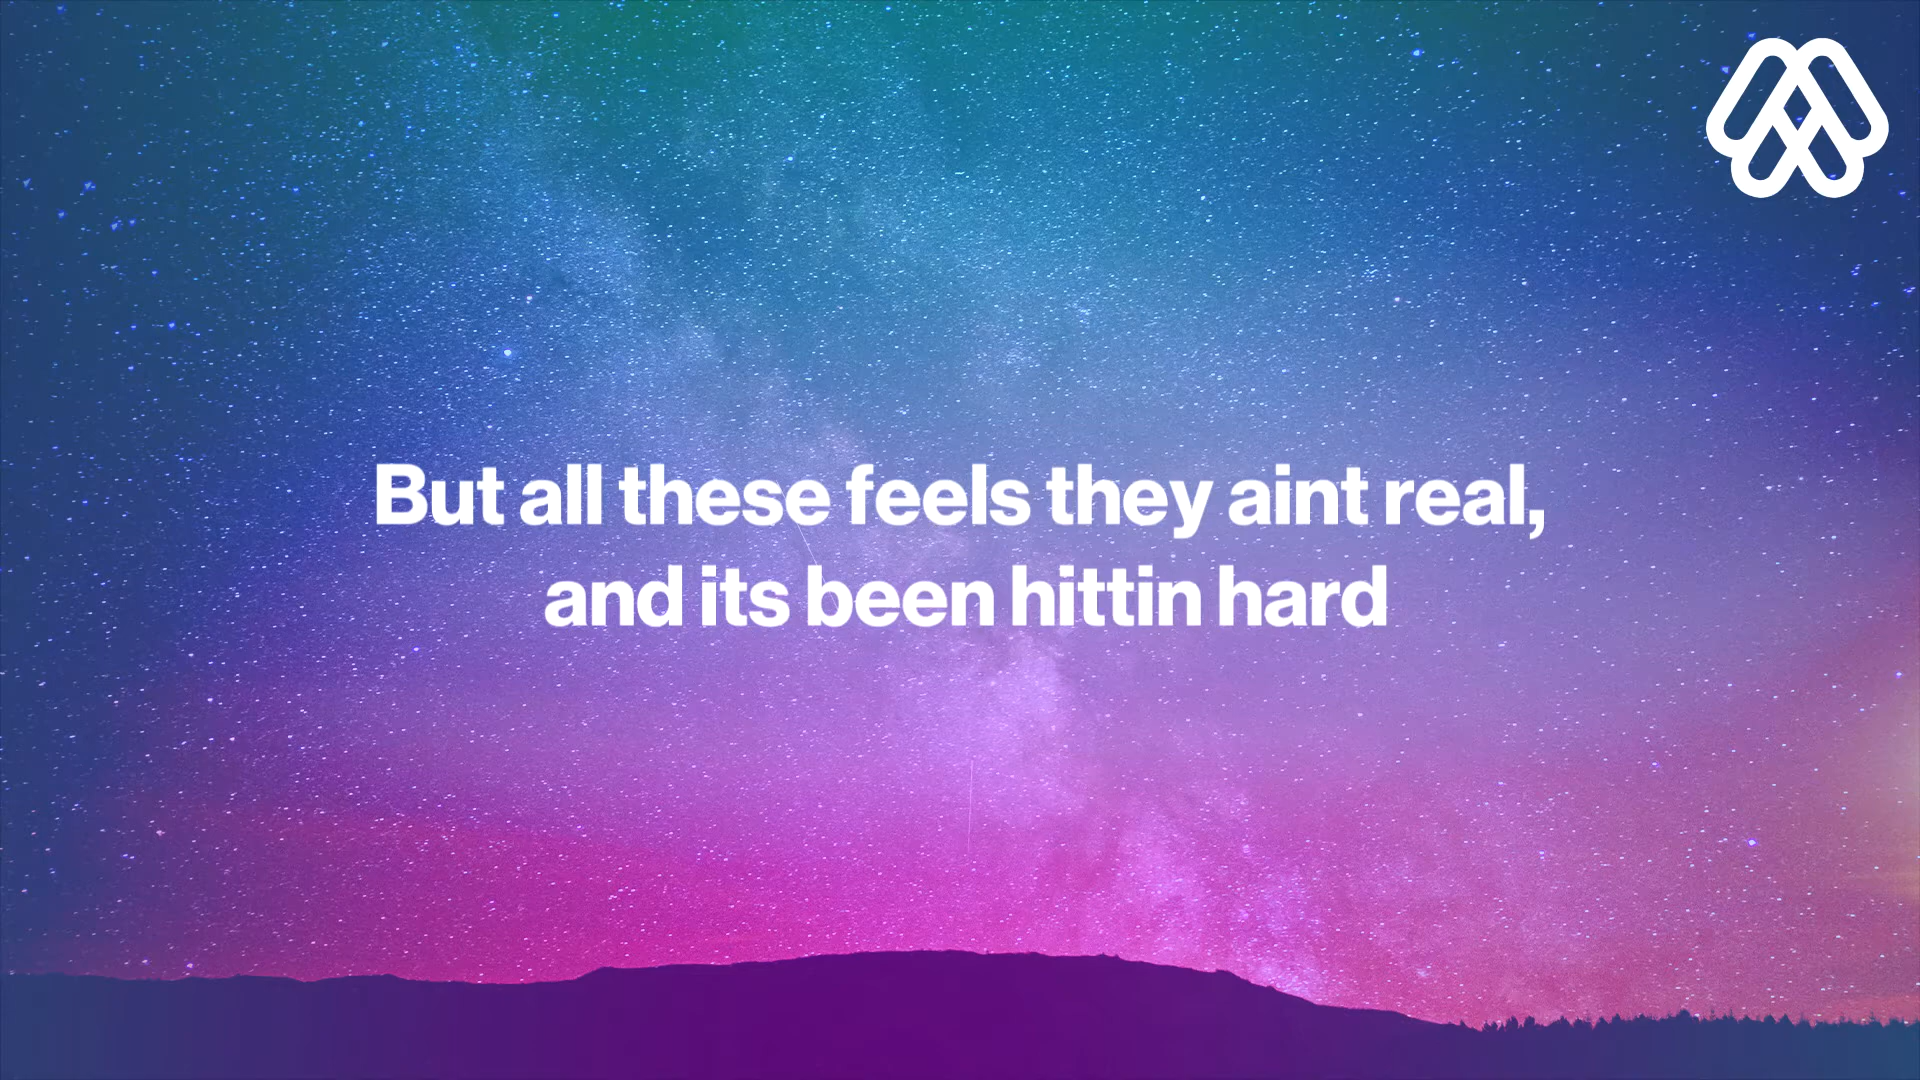 But all these feels they aint real,
and its been hittin hard